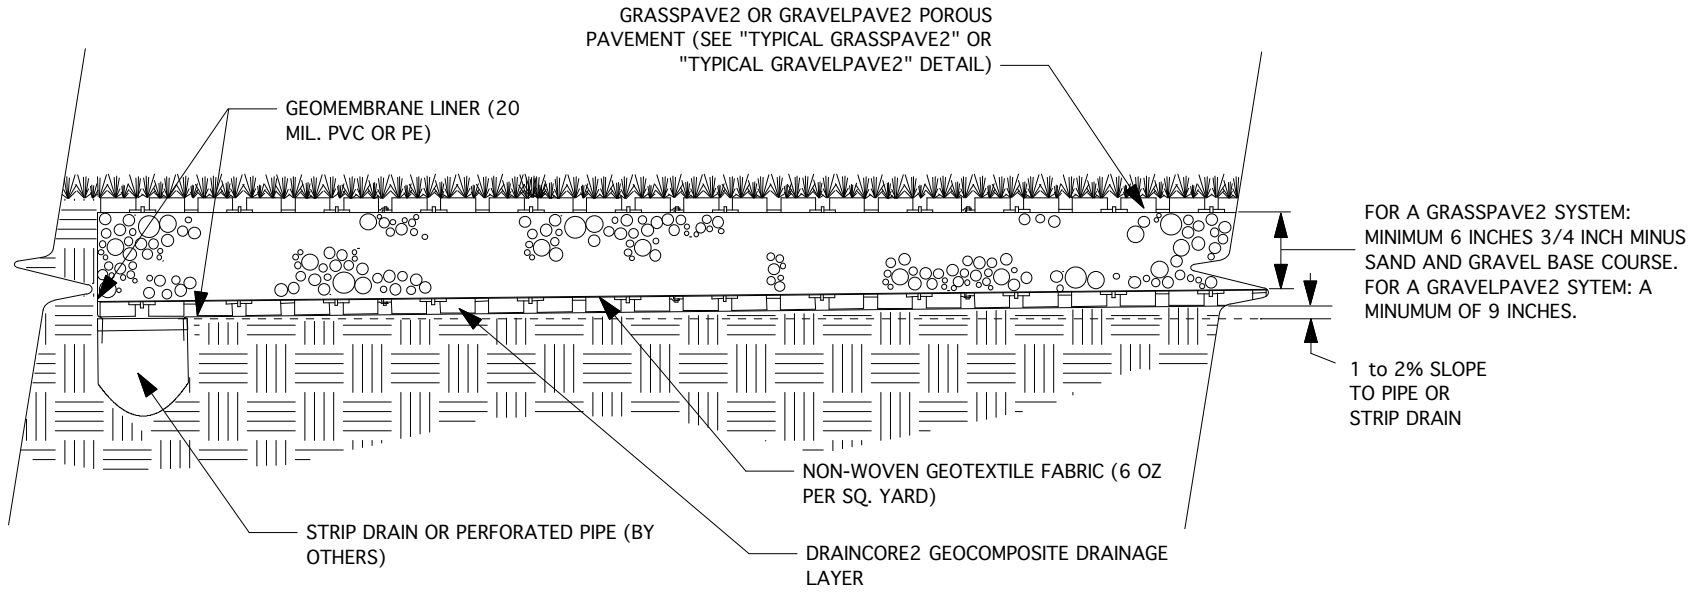 GRASSPAVE2 OR GRAVELPAVE2 POROUS
PAVEMENT (SEE "TYPICAL GRASSPAVE2" OR
"TYPICAL GRAVELPAVE2" DETAIL)
GEOMEMBRANE LINER (20
MIL. PVC OR PE)
FOR A GRASSPAVE2 SYSTEM:
MINIMUM 6 INCHES 3/4 INCH MINUS
SAND AND GRAVEL BASE COURSE.
FOR A GRAVELPAVE2 SYTEM: A
MINUMUM OF 9 INCHES.
1 to 2% SLOPE
TO PIPE OR
STRIP DRAIN
NON-WOVEN GEOTEXTILE FABRIC (6 OZ
PER SQ. YARD)
STRIP DRAIN OR PERFORATED PIPE (BY
OTHERS)
DRAINCORE2 GEOCOMPOSITE DRAINAGE
LAYER